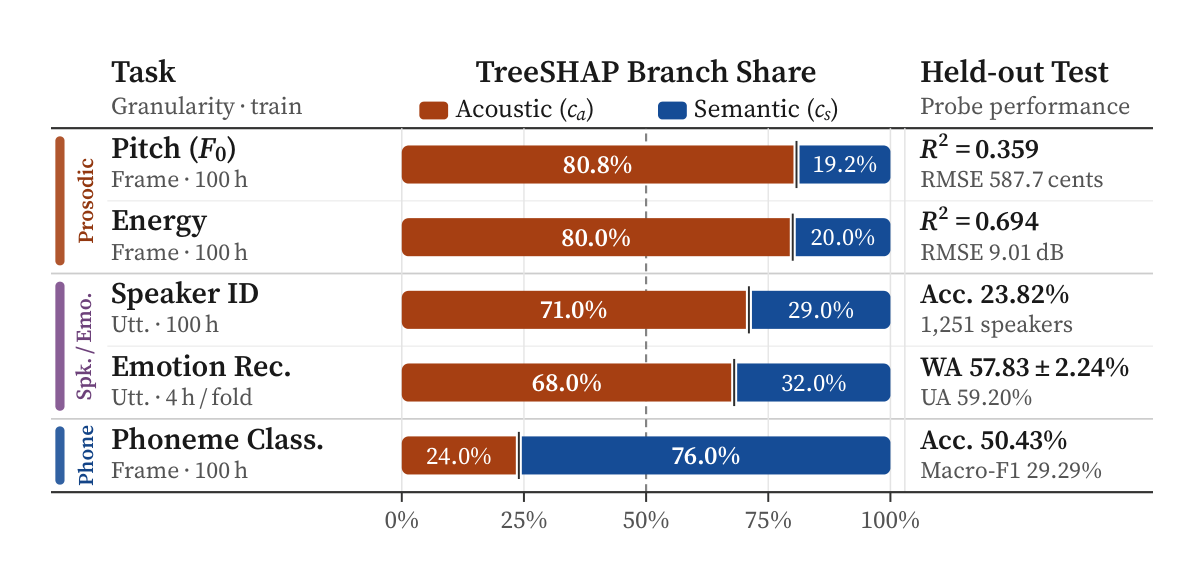 Task
TreeSHAP Branch Share
Held-out Test
Granularity · train
Acoustic (cₐ)
Semantic (cₛ)
Probe performance
Prosodic
Pitch (F₀)
Frame · 100 h
80.8%
19.2%
R² = 0.359
RMSE 587.7 cents
Energy
Frame · 100 h
80.0%
20.0%
R² = 0.694
RMSE 9.01 dB
Spk. / Emo.
Speaker ID
Utt. · 100 h
71.0%
29.0%
Acc. 23.82%
1,251 speakers
Emotion Rec.
Utt. · 4 h / fold
68.0%
32.0%
WA 57.83 ± 2.24%
UA 59.20%
Phone
Phoneme Class.
Frame · 100 h
24.0%
76.0%
Acc. 50.43%
Macro-F1 29.29%
0%
25%
50%
75%
100%